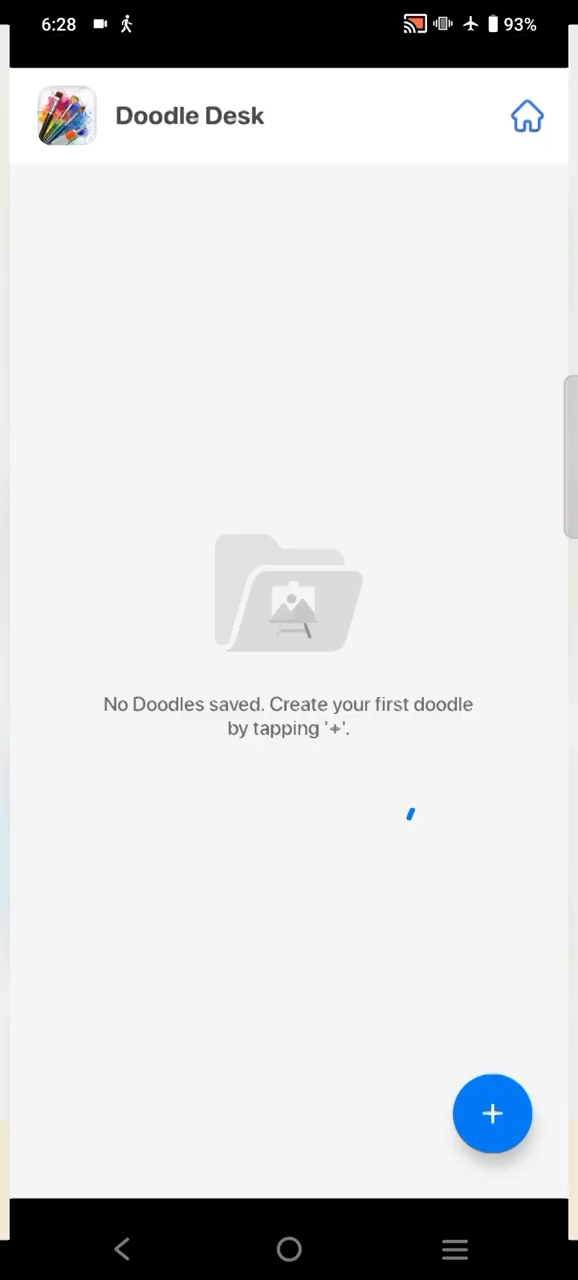 6:28
93%
Doodle Desk
No Doodles saved. Create your first doodle
by tapping '+'.
+